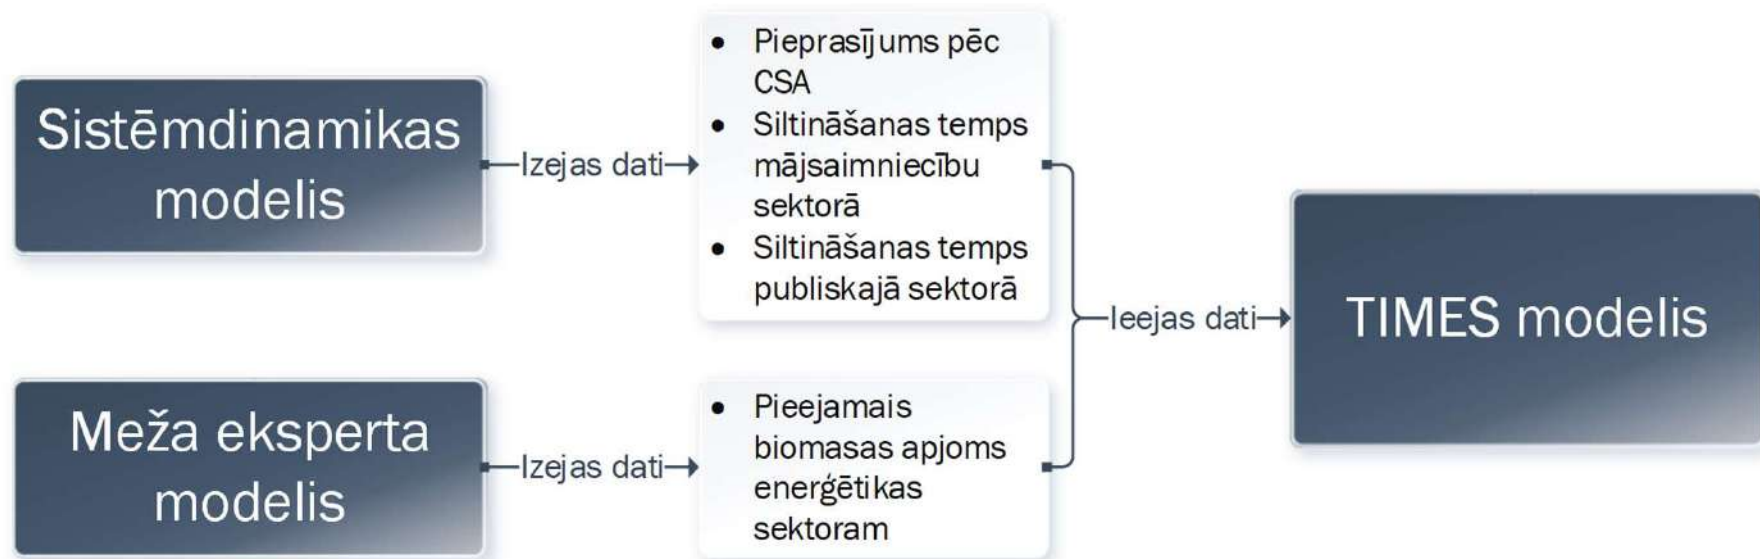 Sistēmdinamikas
modelis
Izejas dati
• Pieprasījums pēc
CSA
• Siltināšanas temps
mājsaimniecību
sektorā
• Siltināšanas temps
publiskajā sektorā
Meža eksperta
modelis
Izejas dati
• Pieejamais
biomasas apjoms
enerģētikas
sektoram
Ieejas dati
TIMES modelis